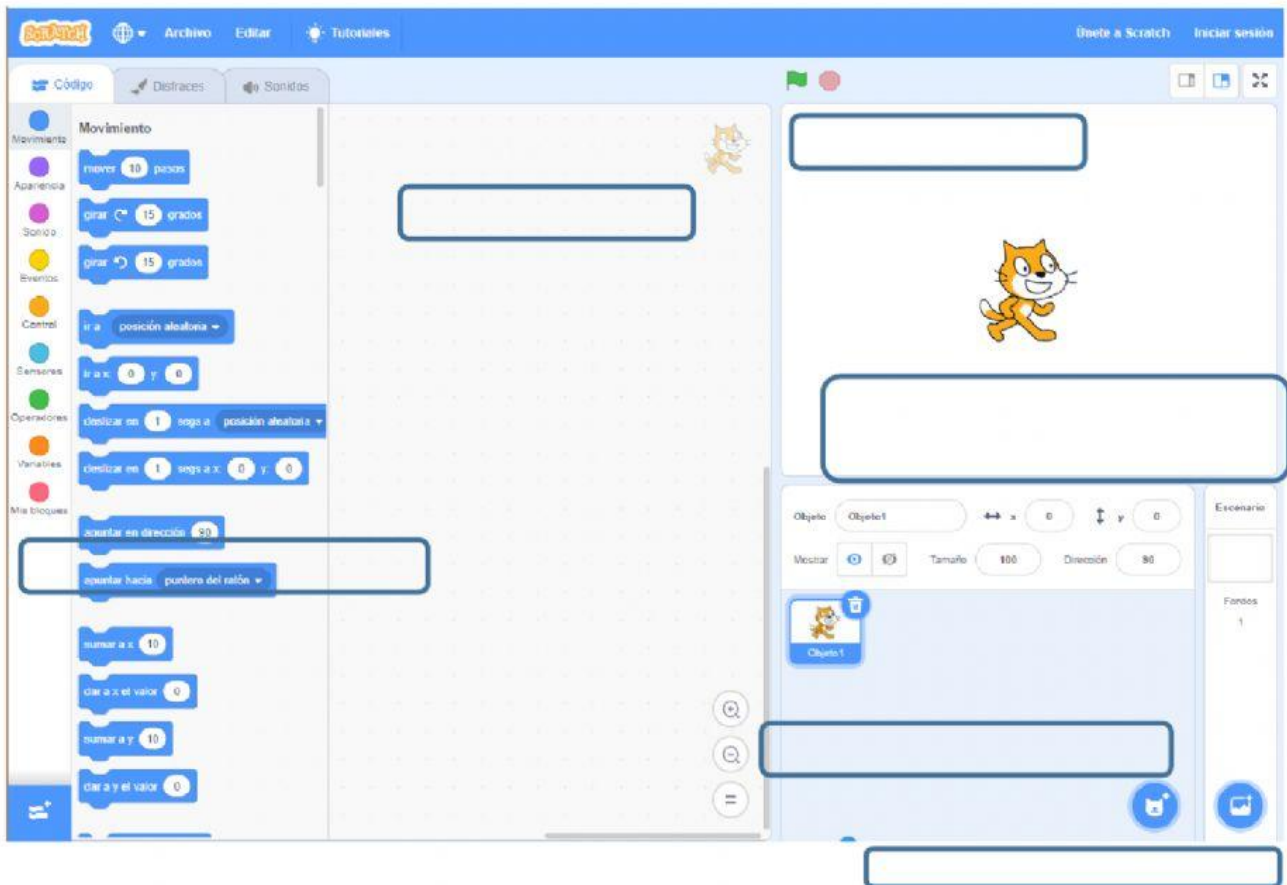 SCRATCH Archivo Editar Tutoriales Únete a Scratch Iniciar sesión
Código Disfraces Sonidos
Movimiento
Apariencia
Sonido
Eventos
Control
Sensores
Operadores
Variables
Mis bloques
Movimiento
mover 10 pasos
girar 15 grados
girar 15 grados
ir a posición aleatoria
ir a x: 0 y: 0
deslizar en 1 segs a posición aleatoria
deslizar en 1 segs a x: 0 y: 0
apuntar en dirección 90
apuntar hacia puntero del ratón
sumar a x 10
dar a x el valor 0
sumar a y 10
dar a y el valor 0
Objeto Objeto1 x 0 y 0
Mostrar Tamaño 100 Dirección 90
Objeto1
Escenario
Fondos
1